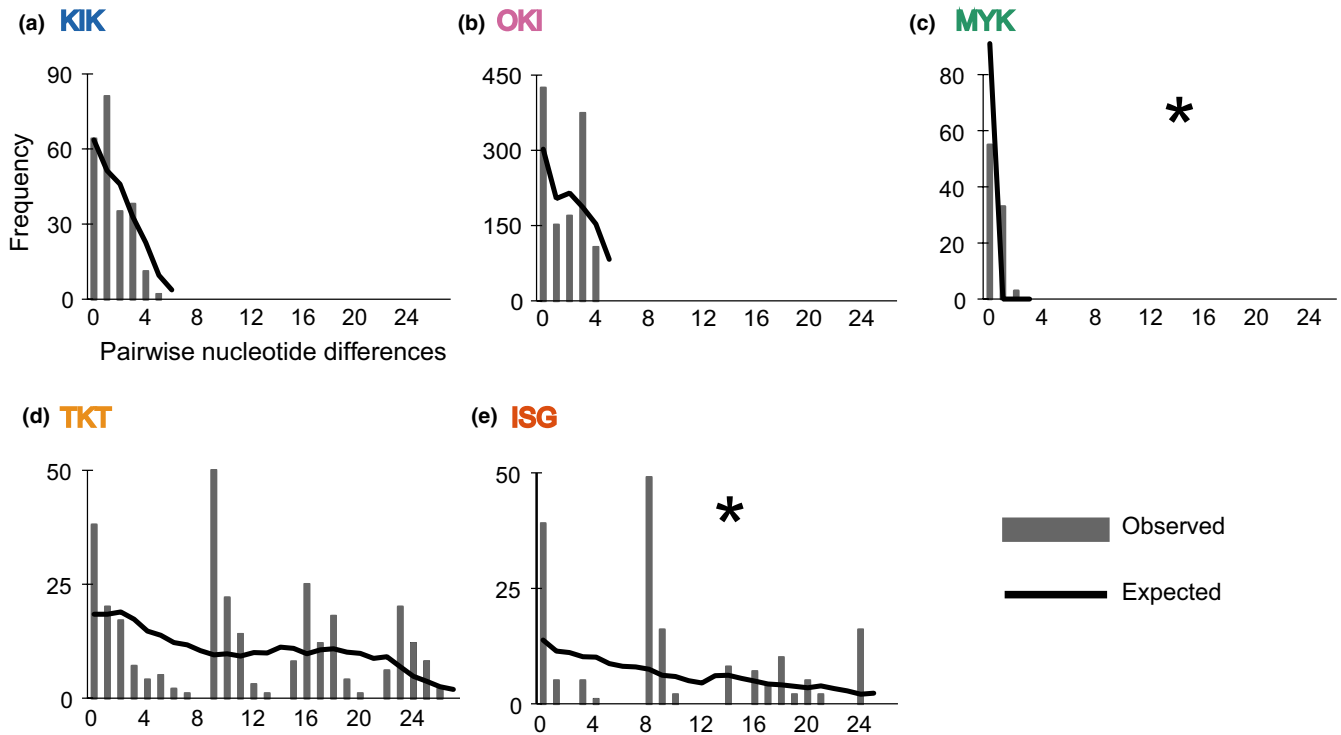 (a) KIK
(b) OKI
(c) MYK
90
60
30
0
Frequency
0 4 8 12 16 20 24
Pairwise nucleotide differences
450
300
150
0
0 4 8 12 16 20 24
80
60
40
20
0
*
0 4 8 12 16 20 24
(d) TKT
(e) ISG
50
25
0
0 4 8 12 16 20 24
50
25
0
*
0 4 8 12 16 20 24
Observed
Expected